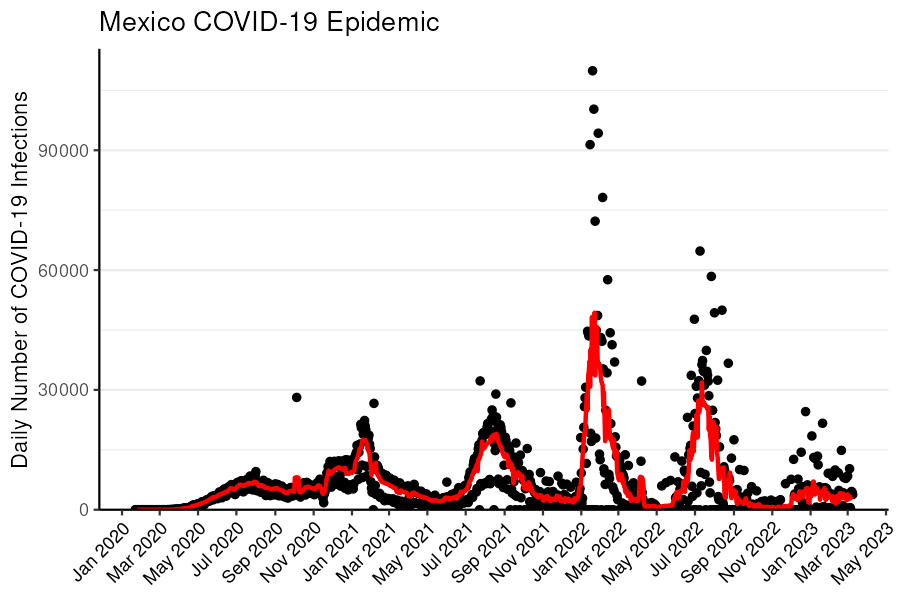 Mexico COVID-19 Epidemic
Daily Number of COVID-19 Infections
90000
60000
30000
0
Jan 2020
Mar 2020
May 2020
Jul 2020
Sep 2020
Nov 2020
Jan 2021
Mar 2021
May 2021
Jul 2021
Sep 2021
Nov 2021
Jan 2022
Mar 2022
May 2022
Jul 2022
Sep 2022
Nov 2022
Jan 2023
Mar 2023
May 2023